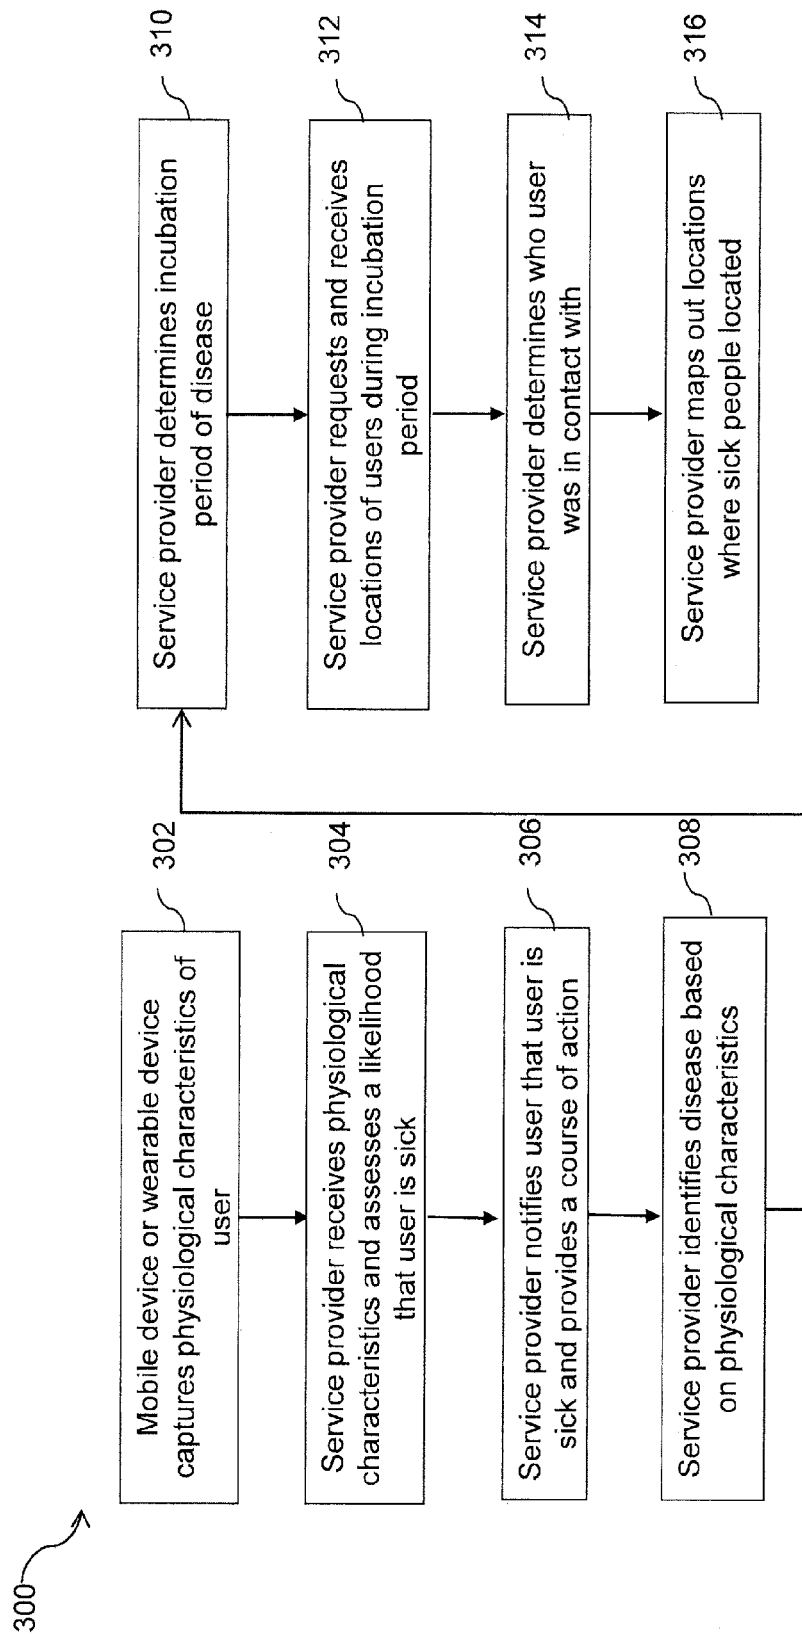 300
Mobile device or wearable device
captures physiological characteristics of
user
302
Service provider receives physiological
characteristics and assesses a likelihood
that user is sick
304
Service provider notifies user that user is
sick and provides a course of action
306
Service provider identifies disease based
on physiological characteristics
308
Service provider determines incubation
period of disease
310
Service provider requests and receives
locations of users during incubation
period
312
Service provider determines who user
was in contact with
314
Service provider maps out locations
where sick people located
316